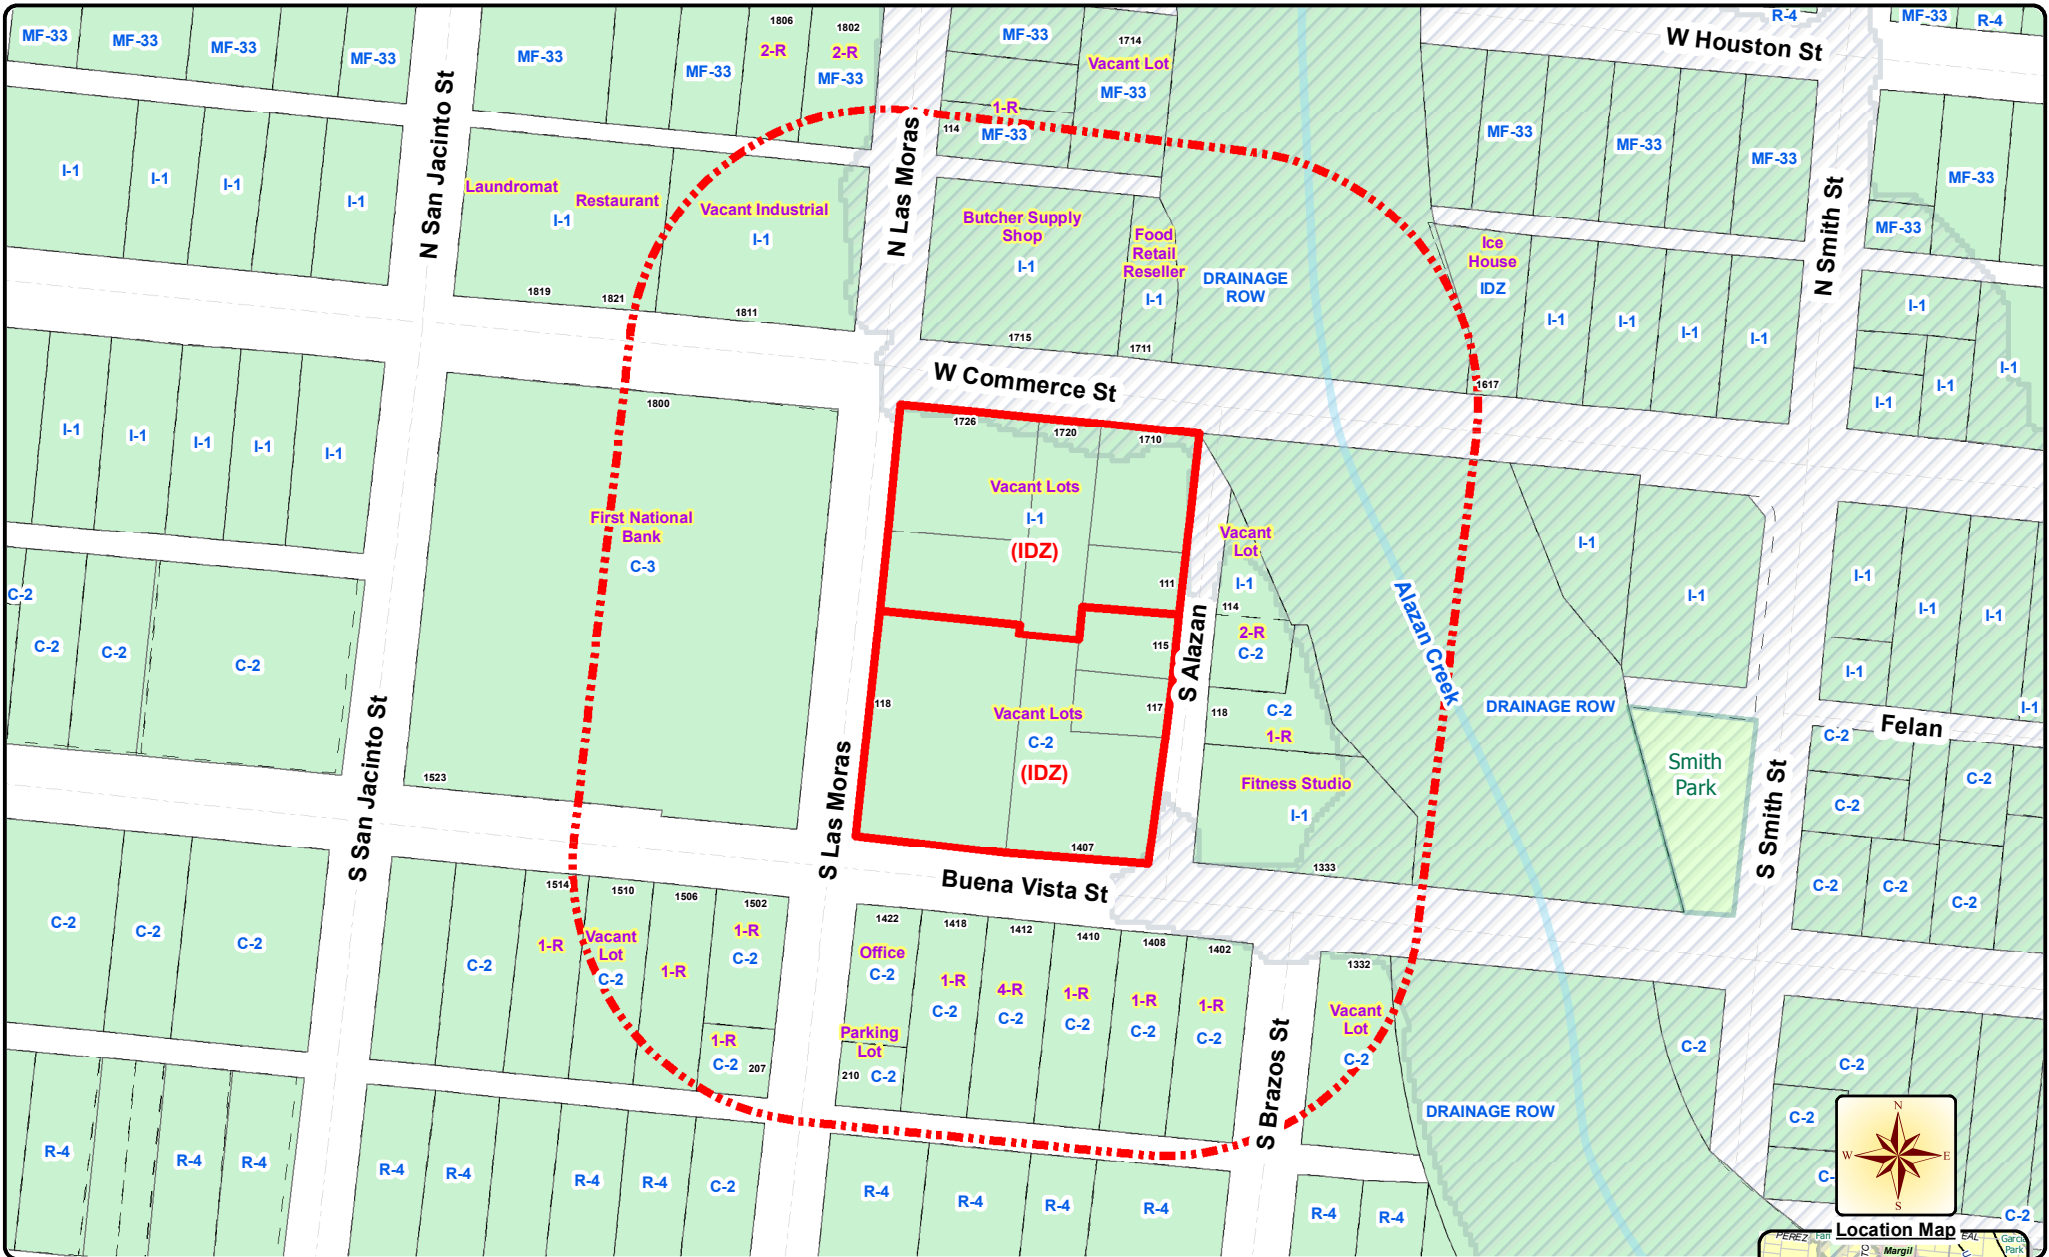 MF-33
MF-33
MF-33
MF-33
MF-33
MF-33
1806
2-R
1802
2-R
MF-33
MF-33
1714
Vacant Lot
MF-33
W Houston St
R-4
MF-33
R-4
I-1
I-1
I-1
I-1
N San Jacinto St
Laundromat
Restaurant
I-1
1819
1821
Vacant Industrial
I-1
1811
N Las Moras
1-R
114
MF-33
Butcher Supply
Shop
I-1
1715
Food
Retail
Reseller
I-1
1711
DRAINAGE
ROW
MF-33
MF-33
MF-33
Ice
House
IDZ
I-1
I-1
I-1
I-1
1617
N Smith St
MF-33
MF-33
I-1
I-1
I-1
I-1
W Commerce St
I-1
I-1
I-1
I-1
I-1
1800
First National
Bank
C-3
1523
1726
1720
1710
Vacant Lots
I-1
(IDZ)
111
115
117
118
Vacant Lots
C-2
(IDZ)
1407
Vacant
Lot
I-1
114
2-R
C-2
S Alazan
118
C-2
1-R
Fitness Studio
I-1
1333
Alazan Creek
DRAINAGE ROW
I-1
I-1
Smith
Park
I-1
I-1
I-1
I-1
I-1
Felan
C-2
C-2
C-2
C-2
C-2
C-2
S Smith St
C-2
C-2
C-2
C-2
S San Jacinto St
S Las Moras
Buena Vista St
C-2
C-2
C-2
C-2
1514
1-R
1510
Vacant
Lot
C-2
1506
1-R
1502
1-R
C-2
1-R
C-2
207
1422
Office
C-2
Parking
Lot
210
C-2
1418
1-R
C-2
1412
4-R
C-2
1410
1-R
C-2
1408
1-R
C-2
1402
1-R
C-2
S Brazos St
1332
Vacant
Lot
C-2
DRAINAGE ROW
C-2
C-2
C-2
C-
C-2
R-4
R-4
R-4
R-4
R-4
R-4
R-4
C-2
R-4
R-4
R-4
R-4
R-4
R-4
N
W
E
S
Location Map
PEREZ
Margil
Park